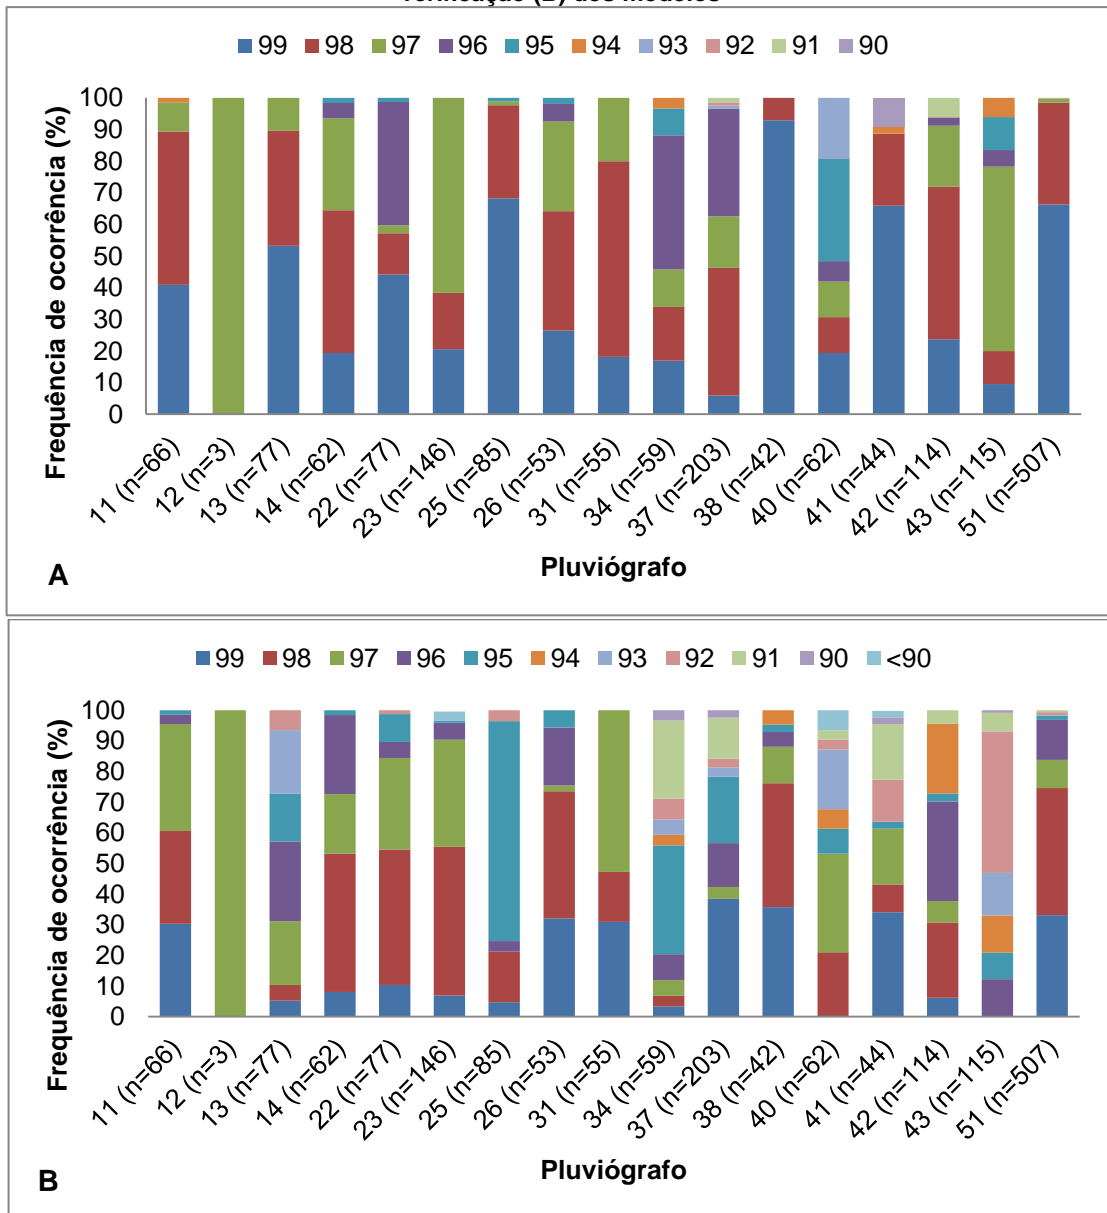 verificação (B) dos modelos
99 98 97 96 95 94 93 92 91 90
Frequência de ocorrência (%)
100
90
80
70
60
50
40
30
20
10
0
11 (n=66)
12 (n=3)
13 (n=77)
14 (n=62)
22 (n=77)
23 (n=146)
25 (n=85)
26 (n=53)
31 (n=55)
34 (n=59)
37 (n=203)
38 (n=42)
40 (n=62)
41 (n=44)
42 (n=114)
43 (n=115)
51 (n=507)
Pluviógrafo
A
99 98 97 96 95 94 93 92 91 90 <90
Frequência de ocorrência (%)
100
90
80
70
60
50
40
30
20
10
0
11 (n=66)
12 (n=3)
13 (n=77)
14 (n=62)
22 (n=77)
23 (n=146)
25 (n=85)
26 (n=53)
31 (n=55)
34 (n=59)
37 (n=203)
38 (n=42)
40 (n=62)
41 (n=44)
42 (n=114)
43 (n=115)
51 (n=507)
Pluviógrafo
B